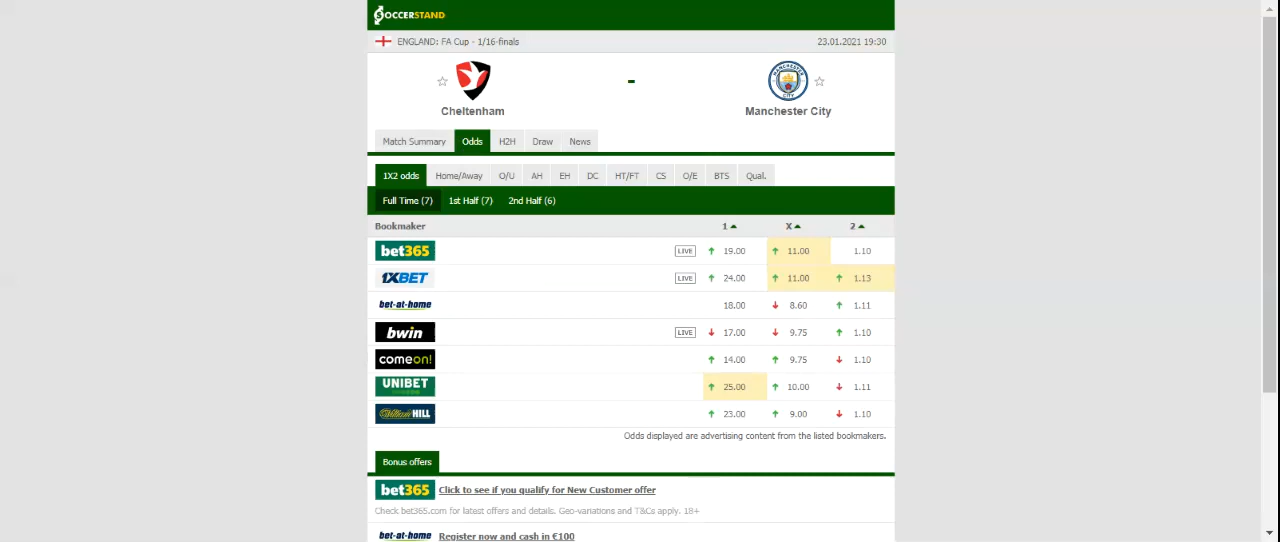 SOCCERSTAND
ENGLAND: FA Cup - 1/16-finals 23.01.2021 19:30
Cheltenham - Manchester City
Match Summary Odds H2H Draw News
1X2 odds Home/Away O/U AH EH DC HT/FT CS O/E BTS Qual.
Full Time (7) 1st Half (7) 2nd Half (6)
Bookmaker 1 X 2
bet365 LIVE 19.00 11.00 1.10
1XBET LIVE 24.00 11.00 1.13
bet-at-home 18.00 8.60 1.11
bwin LIVE 17.00 9.75 1.10
comeon! 14.00 9.75 1.10
UNIBET 25.00 10.00 1.11
William HILL 23.00 9.00 1.10
Odds displayed are advertising content from the listed bookmakers.
Bonus offers
bet365 Click to see if you qualify for New Customer offer
Check bet365.com for latest offers and details. Geo-variations and T&Cs apply. 18+
bet-at-home Register now and cash in €100